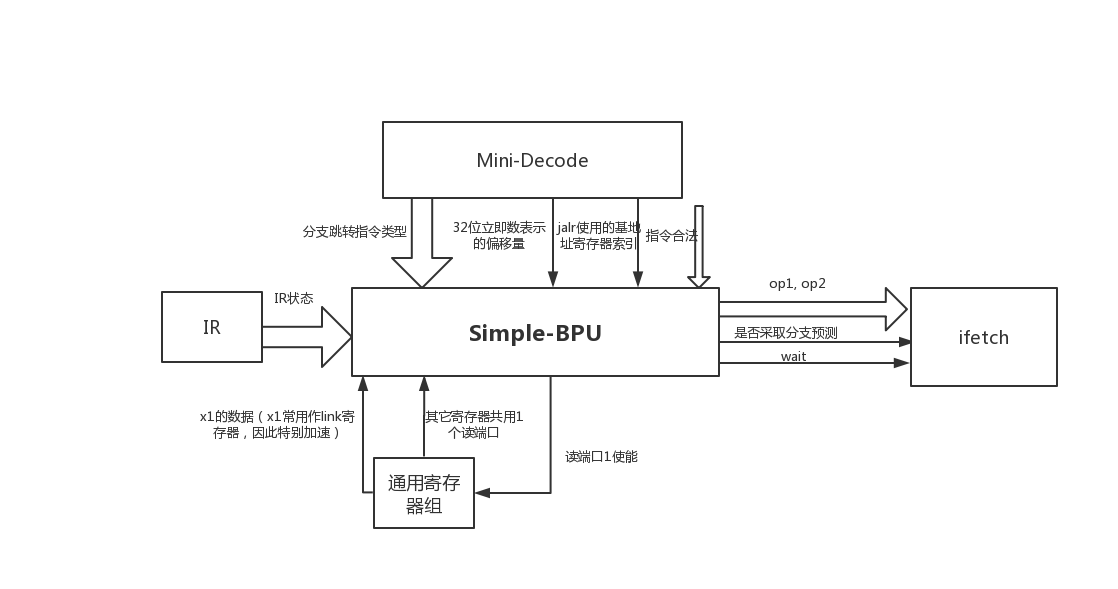 Mini-Decode
分支跳转指令类型
32位立即数表示
的偏移量
jalr使用的基地
址寄存器索引
指令合法
IR
IR状态
Simple-BPU
op1, op2
是否采取分支预测
wait
ifetch
x1的数据（x1常用作link寄
存器，因此特别加速）
其它寄存器共用1
个读端口
读端口1使能
通用寄存
器组